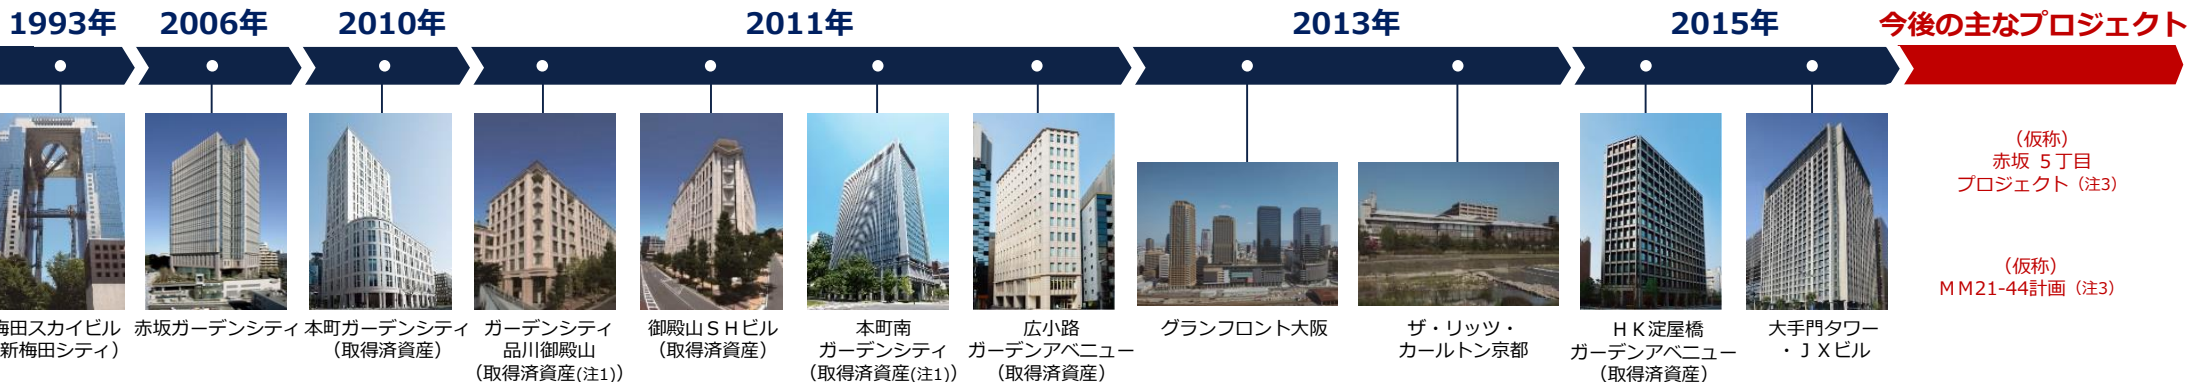 1993年
2006年
2010年
2011年
2013年
2015年
今後の主なプロジェクト
梅田スカイビル
新梅田シティ）
赤坂ガーデンシティ
本町ガーデンシティ
（取得済資産）
ガーデンシティ
品川御殿山
（取得済資産(注1)）
御殿山ＳＨビル
（取得済資産）
本町南
ガーデンシティ
（取得済資産(注1)）
広小路
ガーデンアベニュー
（取得済資産）
グランフロント大阪
ザ・リッツ・
カールトン京都
ＨＫ淀屋橋
ガーデンアベニュー
（取得済資産）
大手門タワー
・ＪＸビル
（仮称）
赤坂 ５丁目
プロジェクト（注3）
（仮称）
ＭＭ21-44計画（注3）